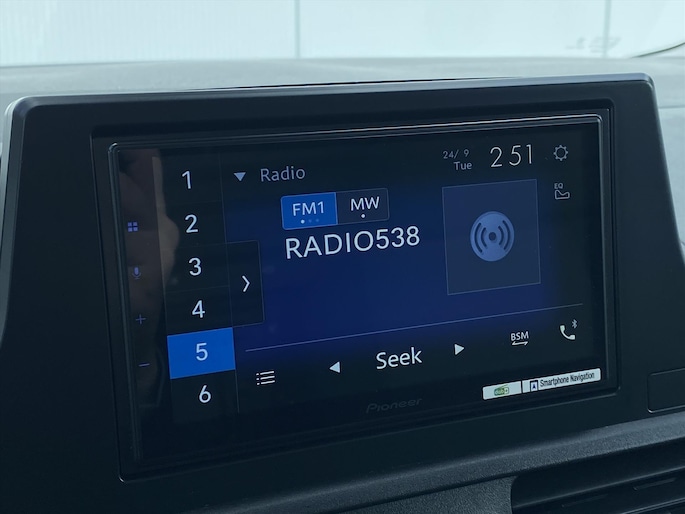 Radio
24/ 9
Tue
2 51
1
2
3
4
5
6
FM1
MW
RADIO538
EQ
BSM
Seek
Pioneer
Smartphone Navigation